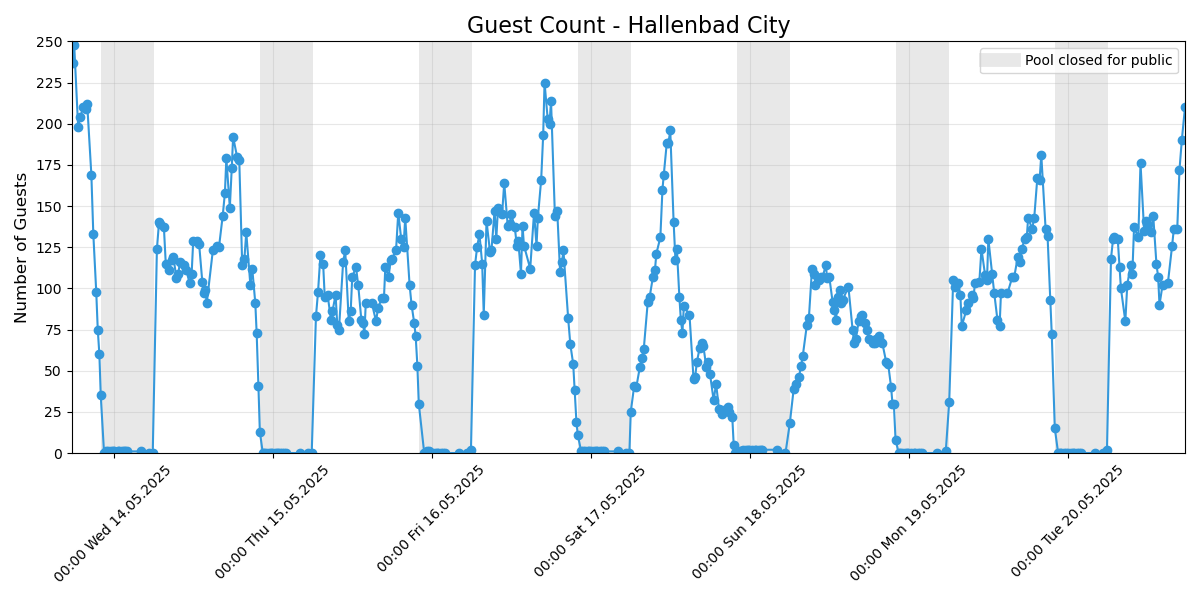 Guest Count - Hallenbad City
Pool closed for public
Number of Guests
250
225
200
175
150
125
100
75
50
25
0
00:00 Wed 14.05.2025
00:00 Thu 15.05.2025
00:00 Fri 16.05.2025
00:00 Sat 17.05.2025
00:00 Sun 18.05.2025
00:00 Mon 19.05.2025
00:00 Tue 20.05.2025